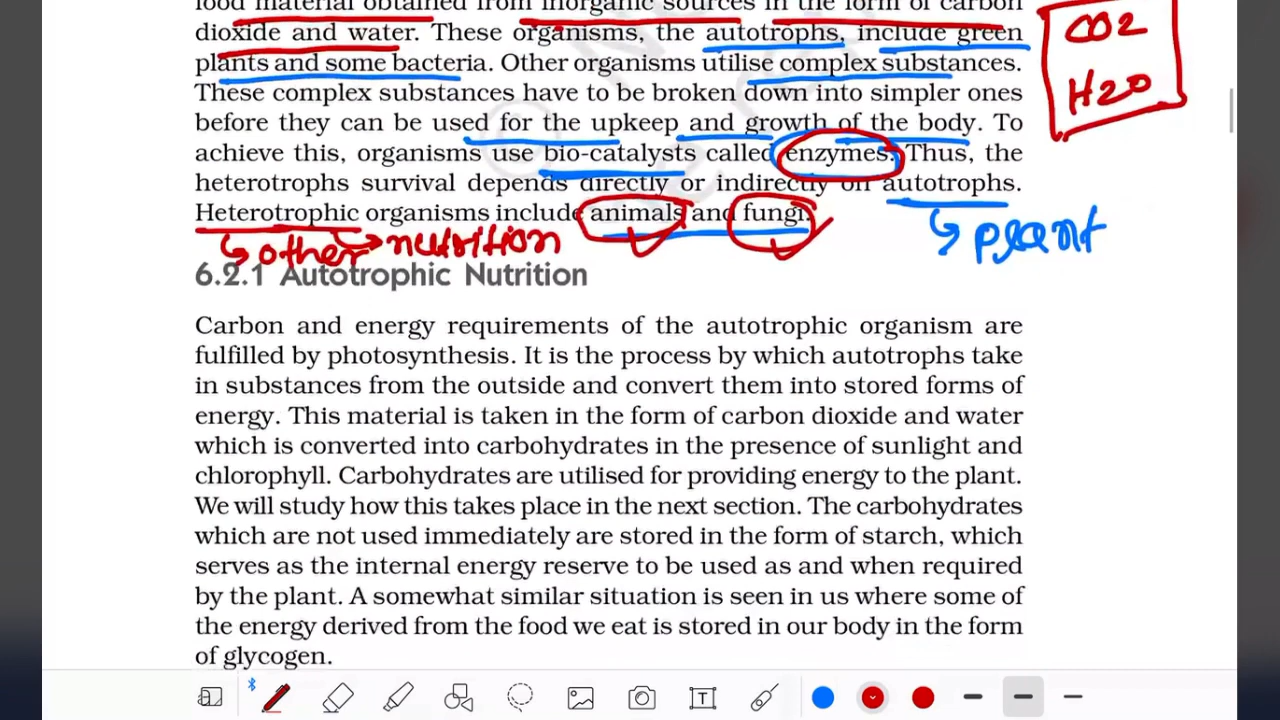 food material obtained from inorganic sources in the form of carbon
dioxide and water. These organisms, the autotrophs, include green
plants and some bacteria. Other organisms utilise complex substances.
These complex substances have to be broken down into simpler ones
before they can be used for the upkeep and growth of the body. To
achieve this, organisms use bio-catalysts called enzymes. Thus, the
heterotrophs survival depends directly or indirectly on autotrophs.
Heterotrophic organisms include animals and fungi.
CO2
H2O
other nutrition
plant
6.2.1 Autotrophic Nutrition
Carbon and energy requirements of the autotrophic organism are
fulfilled by photosynthesis. It is the process by which autotrophs take
in substances from the outside and convert them into stored forms of
energy. This material is taken in the form of carbon dioxide and water
which is converted into carbohydrates in the presence of sunlight and
chlorophyll. Carbohydrates are utilised for providing energy to the plant.
We will study how this takes place in the next section. The carbohydrates
which are not used immediately are stored in the form of starch, which
serves as the internal energy reserve to be used as and when required
by the plant. A somewhat similar situation is seen in us where some of
the energy derived from the food we eat is stored in our body in the form
of glycogen.